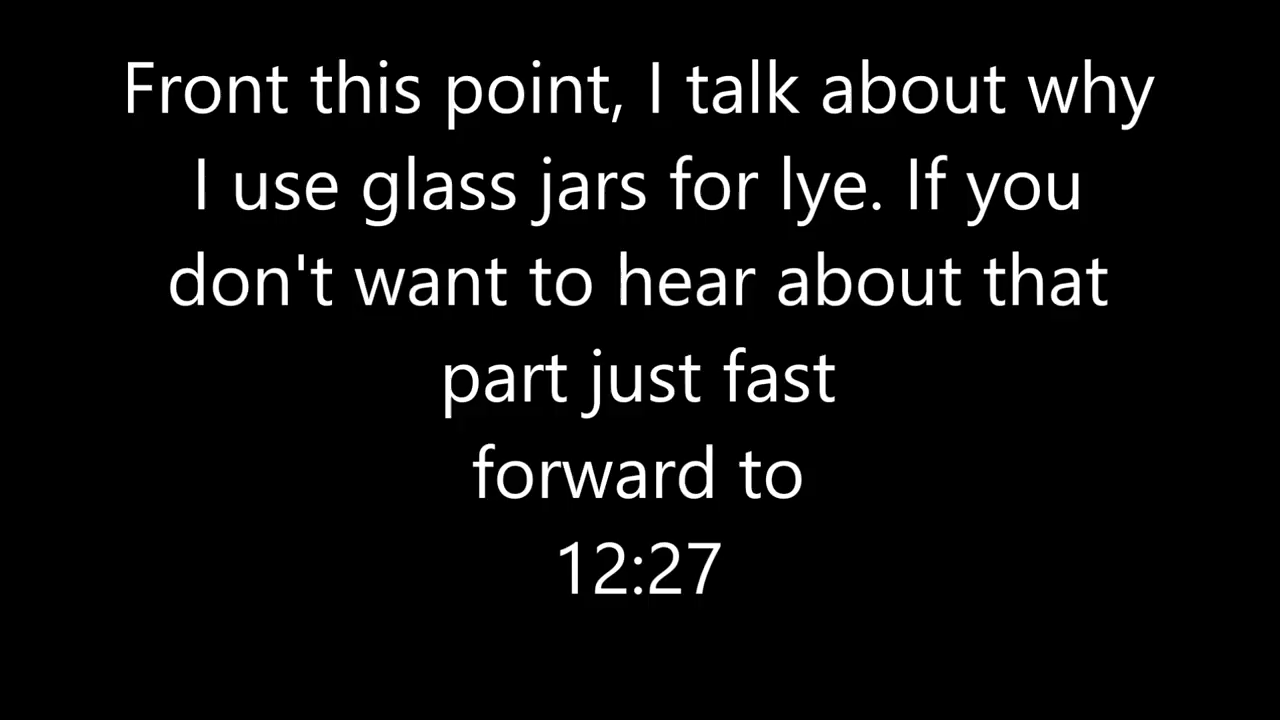 Front this point, I talk about why
I use glass jars for lye. If you
don't want to hear about that
part just fast
forward to
12:27